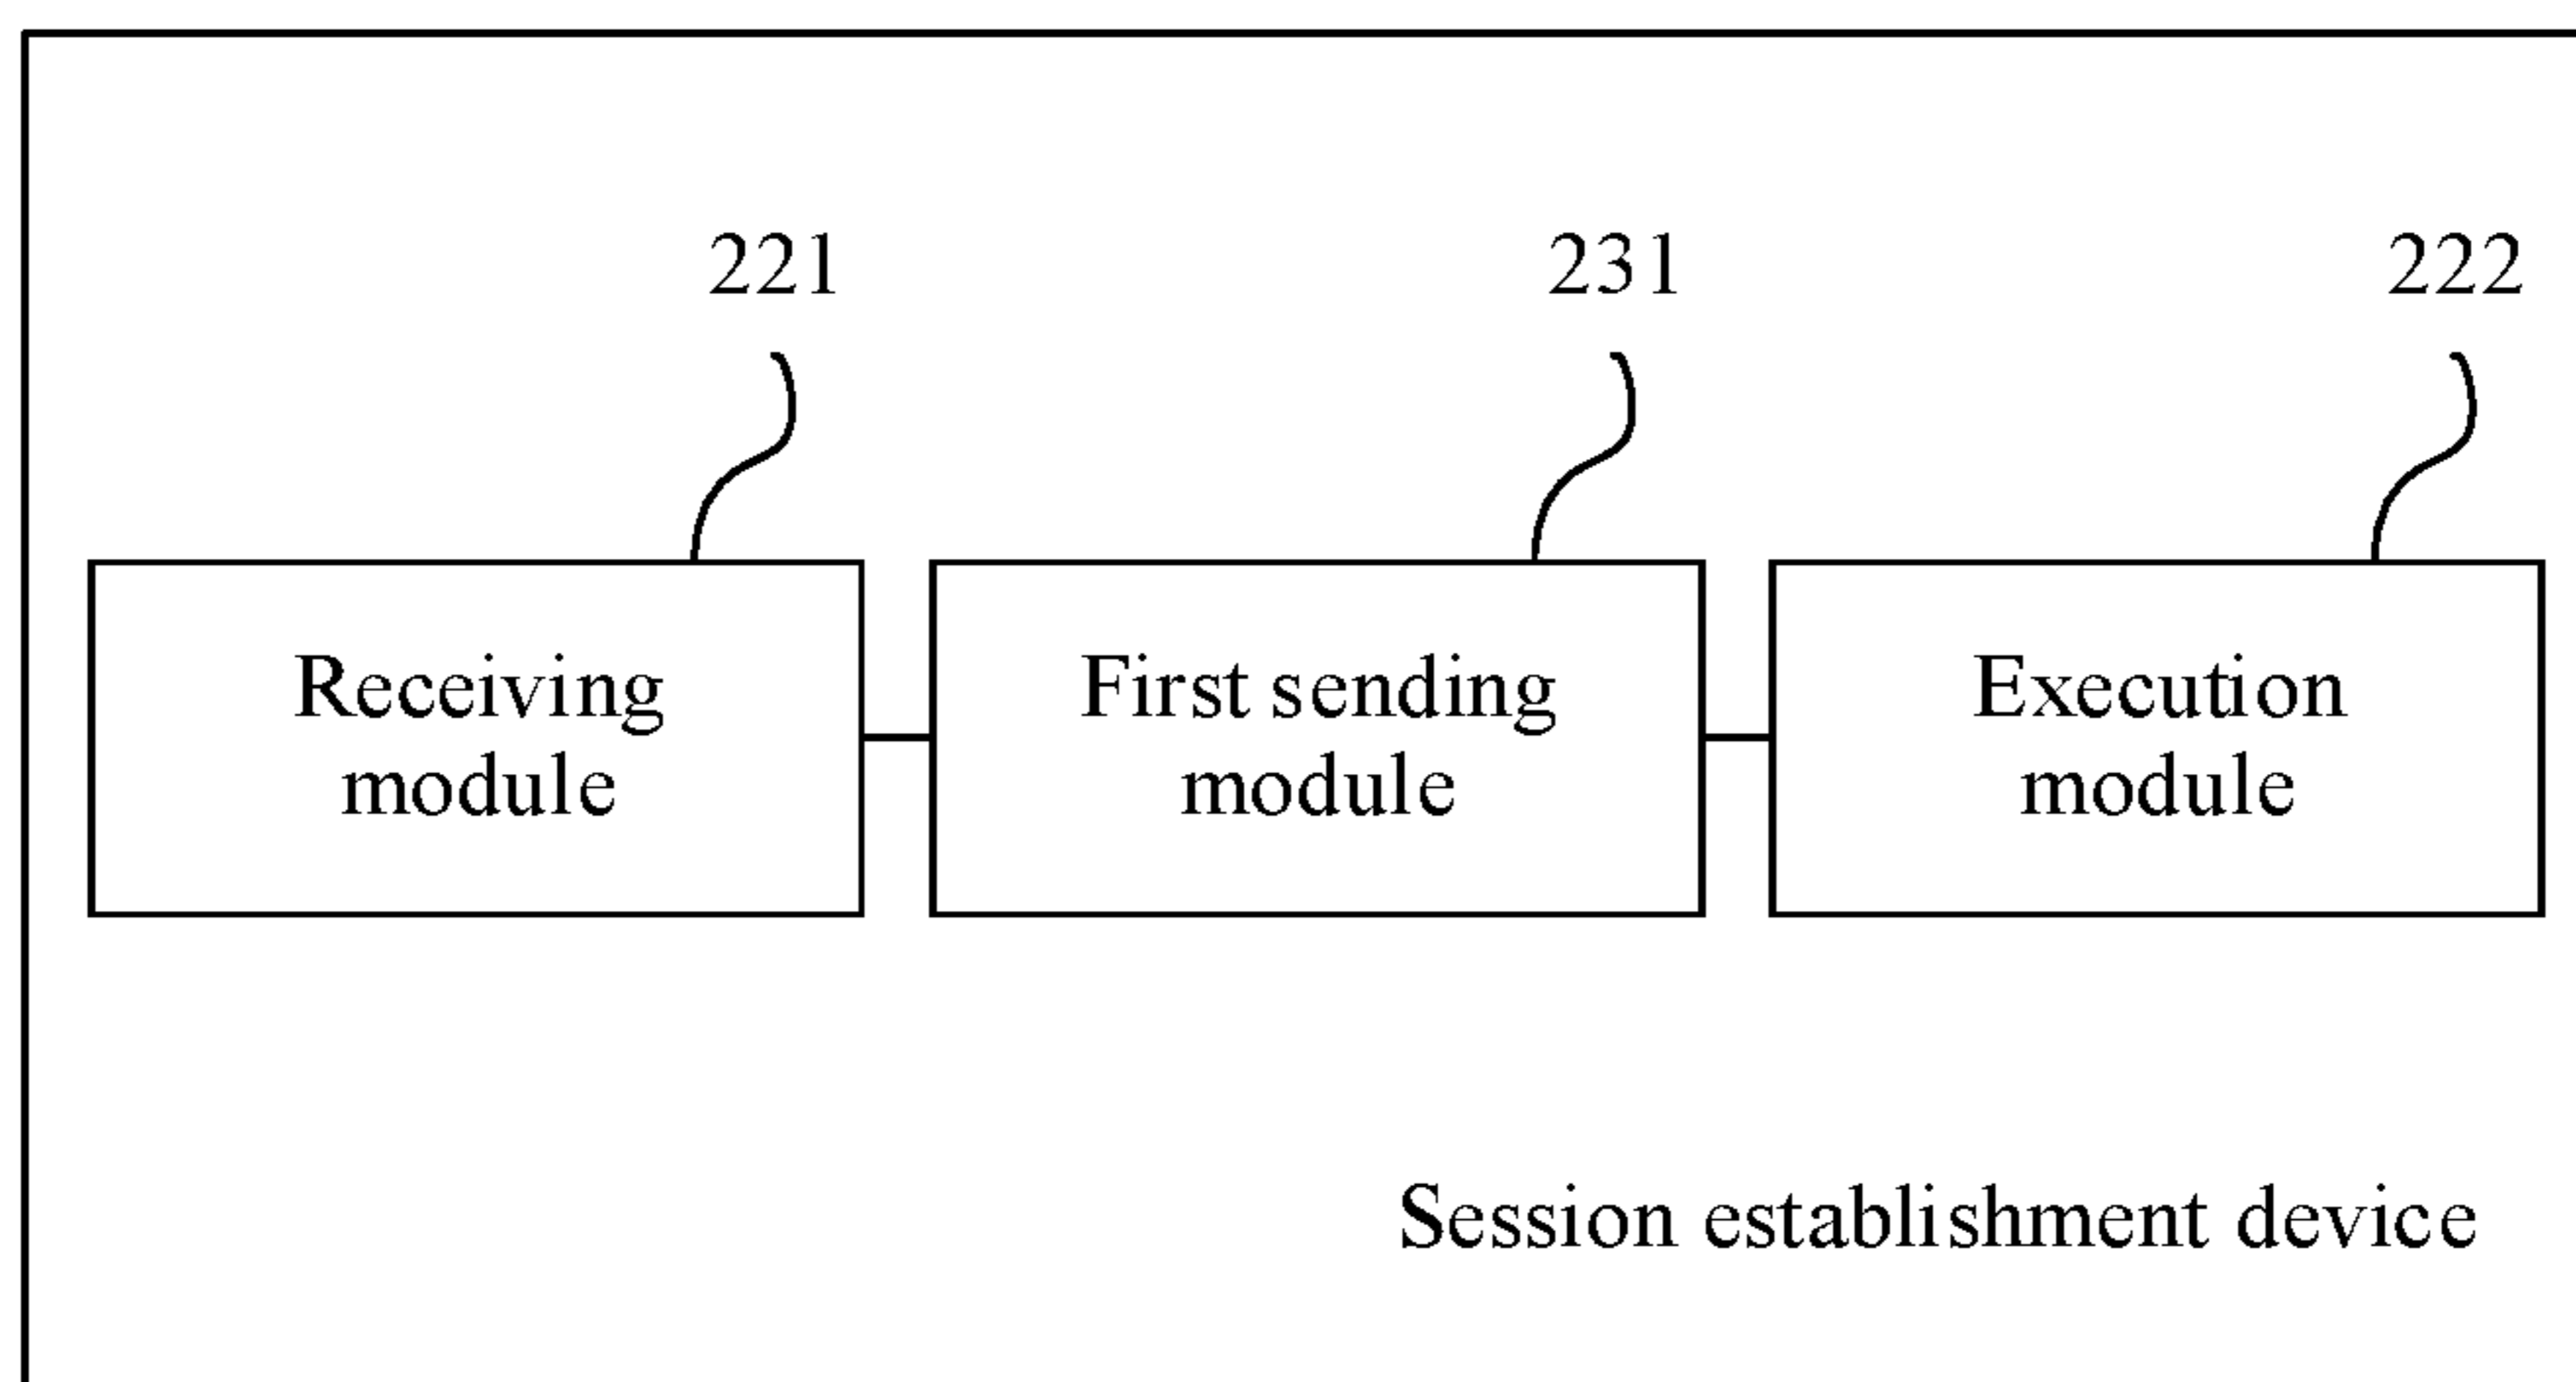 221
231
222
Receiving
module
First sending
module
Execution
module
Session establishment device